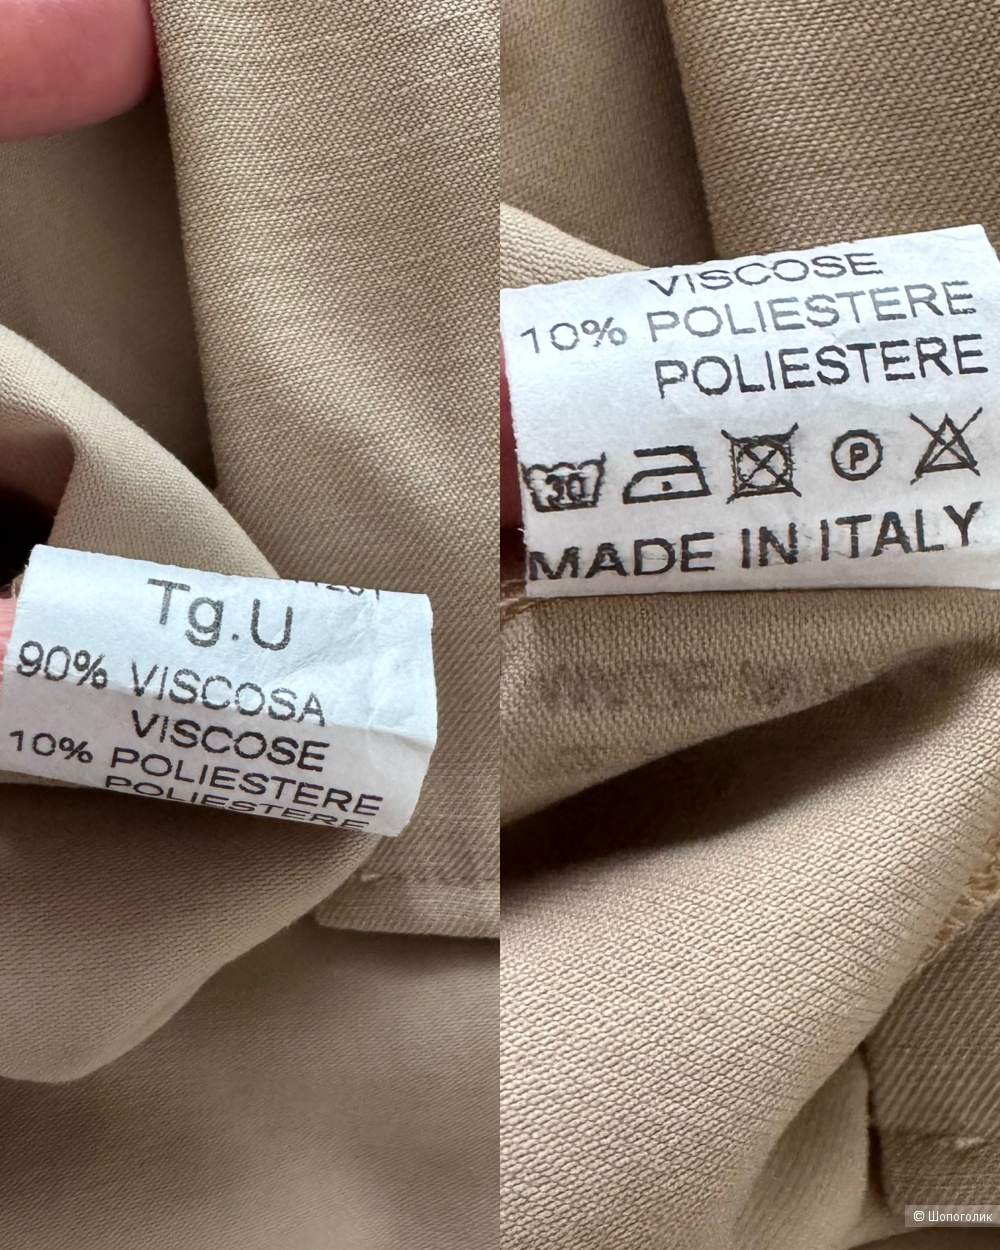 Tg.U
90% VISCOSA
VISCOSE
10% POLIESTERE
POLIESTERE
VISCOSE
10% POLIESTERE
POLIESTERE
30
P
MADE IN ITALY
© Шопоголик